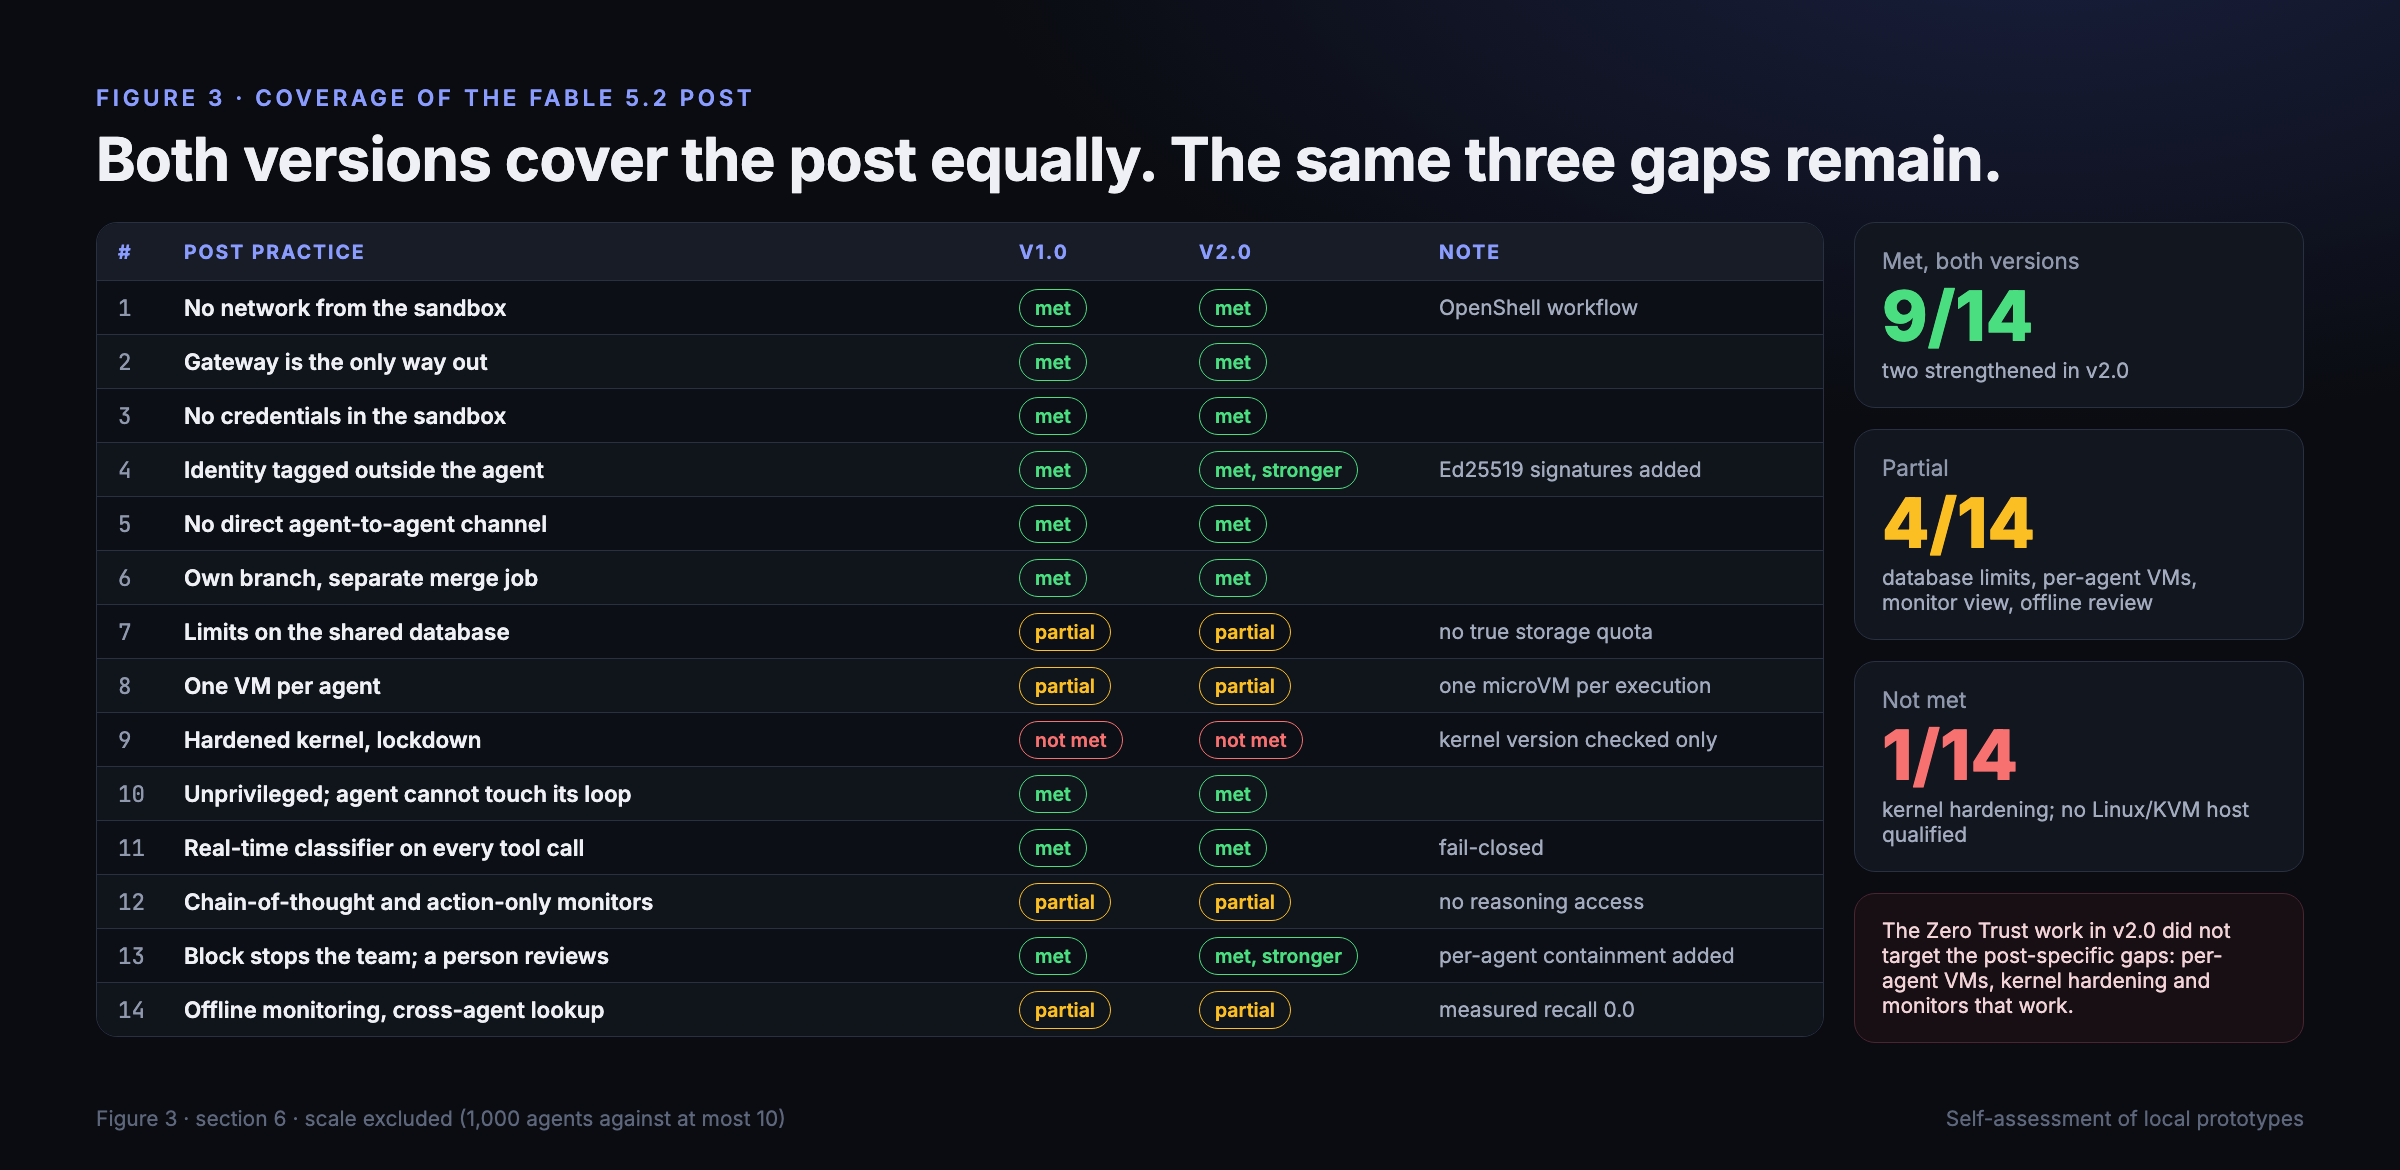 FIGURE 3 · COVERAGE OF THE FABLE 5.2 POST
Both versions cover the post equally. The same three gaps remain.
# POST PRACTICE V1.0 V2.0 NOTE
1 No network from the sandbox met met OpenShell workflow
2 Gateway is the only way out met met
3 No credentials in the sandbox met met
4 Identity tagged outside the agent met met, stronger Ed25519 signatures added
5 No direct agent-to-agent channel met met
6 Own branch, separate merge job met met
7 Limits on the shared database partial partial no true storage quota
8 One VM per agent partial partial one microVM per execution
9 Hardened kernel, lockdown not met not met kernel version checked only
10 Unprivileged; agent cannot touch its loop met met
11 Real-time classifier on every tool call met met fail-closed
12 Chain-of-thought and action-only monitors partial partial no reasoning access
13 Block stops the team; a person reviews met met, stronger per-agent containment added
14 Offline monitoring, cross-agent lookup partial partial measured recall 0.0
Met, both versions
9/14
two strengthened in v2.0
Partial
4/14
database limits, per-agent VMs,
monitor view, offline review
Not met
1/14
kernel hardening; no Linux/KVM host
qualified
The Zero Trust work in v2.0 did not
target the post-specific gaps: per-
agent VMs, kernel hardening and
monitors that work.
Figure 3 · section 6 · scale excluded (1,000 agents against at most 10)
Self-assessment of local prototypes